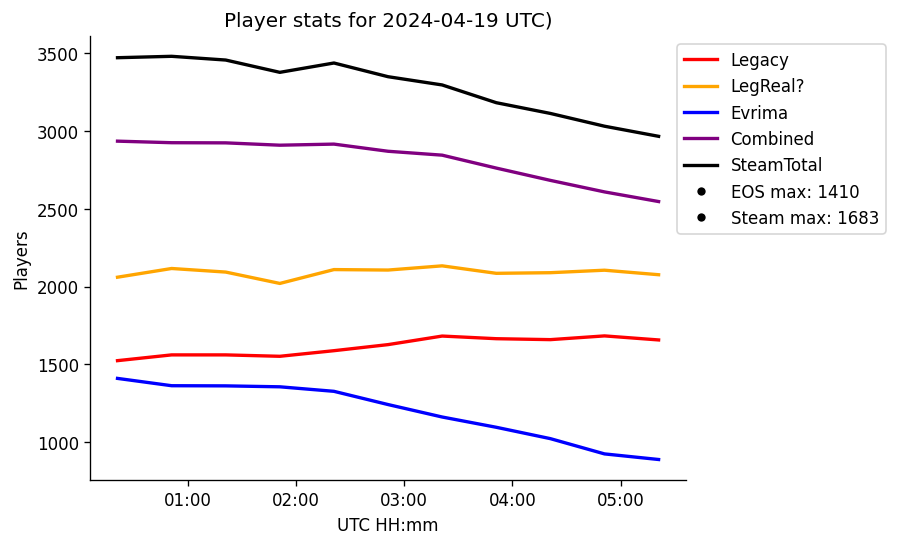 Player stats for 2024-04-19 UTC)
Legacy
LegReal?
Evrima
Combined
SteamTotal
EOS max: 1410
Steam max: 1683
Players
3500
3000
2500
2000
1500
1000
01:00 02:00 03:00 04:00 05:00
UTC HH:mm